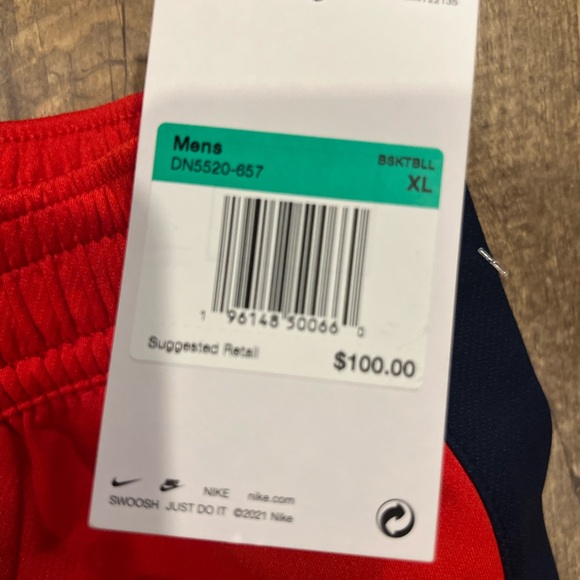 Mens
DN5520-657
BSKTBLL
XL
1 96148 50066 0
Suggested Retail
$100.00
NIKE nike.com
SWOOSH JUST DO IT ©2021 Nike